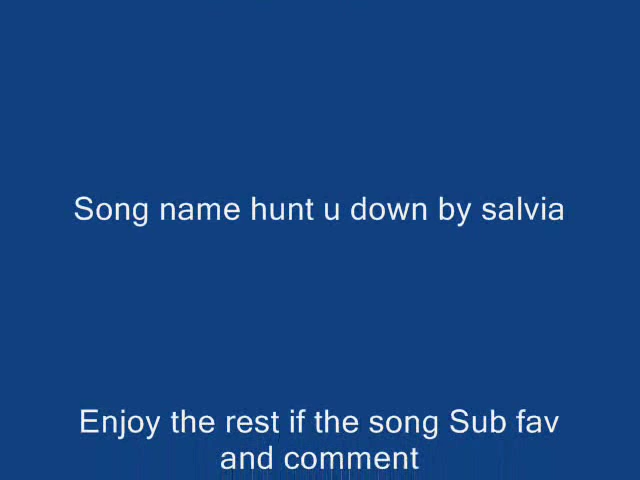 Song name hunt u down by salvia
Enjoy the rest if the song Sub fav
and comment